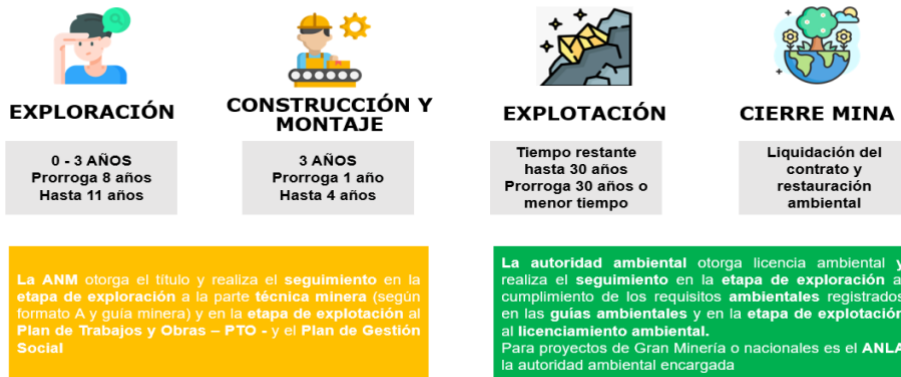 EXPLORACIÓN
0 - 3 AÑOS
Prorroga 8 años
Hasta 11 años
CONSTRUCCIÓN Y
MONTAJE
3 AÑOS
Prorroga 1 año
Hasta 4 años
EXPLOTACIÓN
Tiempo restante
hasta 30 años
Prorroga 30 años o
menor tiempo
CIERRE MINA
Liquidación del
contrato y
restauración
ambiental
La ANM otorga el título y realiza el seguimiento en la
etapa de exploración a la parte técnica minera (según
formato A y guía minera) y en la etapa de explotación al
Plan de Trabajos y Obras – PTO - y el Plan de Gestión
Social
La autoridad ambiental otorga licencia ambiental y
realiza el seguimiento en la etapa de exploración al
cumplimiento de los requisitos ambientales registrados
en las guías ambientales y en la etapa de explotación
al licenciamiento ambiental.
Para proyectos de Gran Minería o nacionales es el ANLA
la autoridad ambiental encargada